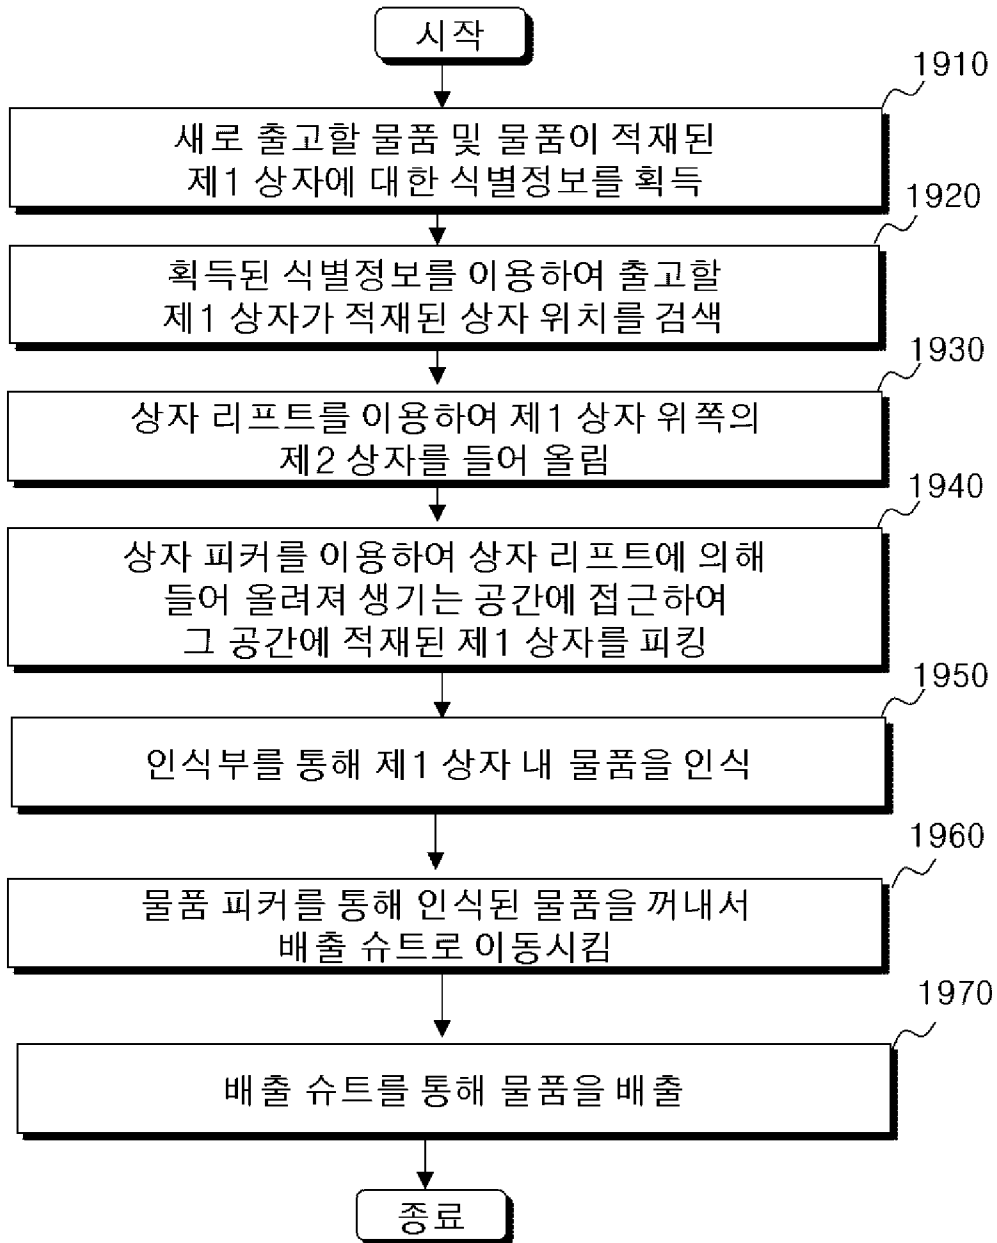 시작
1910
새로 출고할 물품 및 물품이 적재된
제1 상자에 대한 식별정보를 획득
1920
획득된 식별정보를 이용하여 출고할
제1 상자가 적재된 상자 위치를 검색
1930
상자 리프트를 이용하여 제1 상자 위쪽의
제2 상자를 들어 올림
1940
상자 피커를 이용하여 상자 리프트에 의해
들어 올려져 생기는 공간에 접근하여
그 공간에 적재된 제1 상자를 피킹
1950
인식부를 통해 제1 상자 내 물품을 인식
1960
물품 피커를 통해 인식된 물품을 꺼내서
배출 슈트로 이동시킴
1970
배출 슈트를 통해 물품을 배출
종료